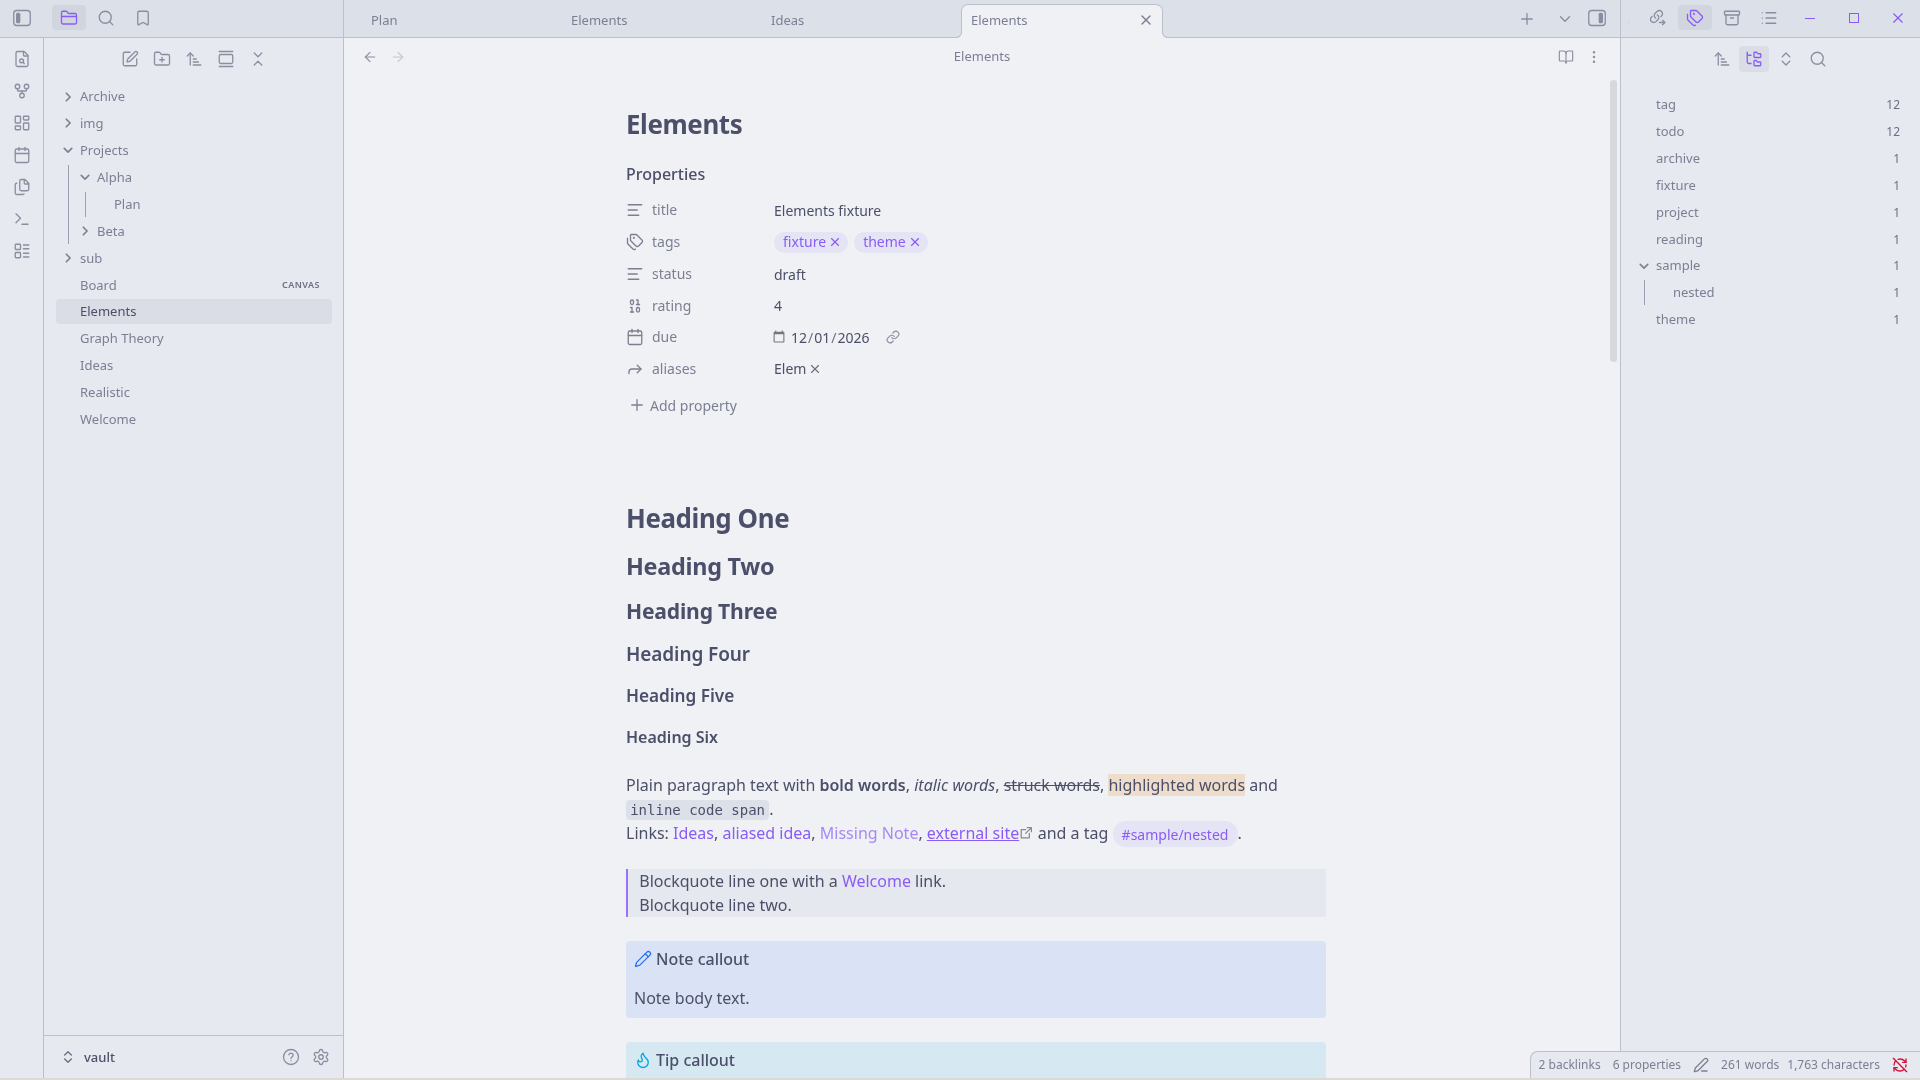 Plan
Elements
Ideas
Elements
Elements
Archive
img
Projects
Alpha
Plan
Beta
sub
Board
CANVAS
Elements
Graph Theory
Ideas
Realistic
Welcome
vault
Elements
Properties
title
Elements fixture
tags
fixture
theme
status
draft
rating
4
due
12/01/2026
aliases
Elem
Add property
Heading One
Heading Two
Heading Three
Heading Four
Heading Five
Heading Six
Plain paragraph text with bold words, italic words, struck words, highlighted words and
inline code span.
Links: Ideas, aliased idea, Missing Note, external site and a tag #sample/nested.
Blockquote line one with a Welcome link.
Blockquote line two.
Note callout
Note body text.
Tip callout
tag 12
todo 12
archive 1
fixture 1
project 1
reading 1
sample 1
nested 1
theme 1
2 backlinks 6 properties 261 words 1,763 characters